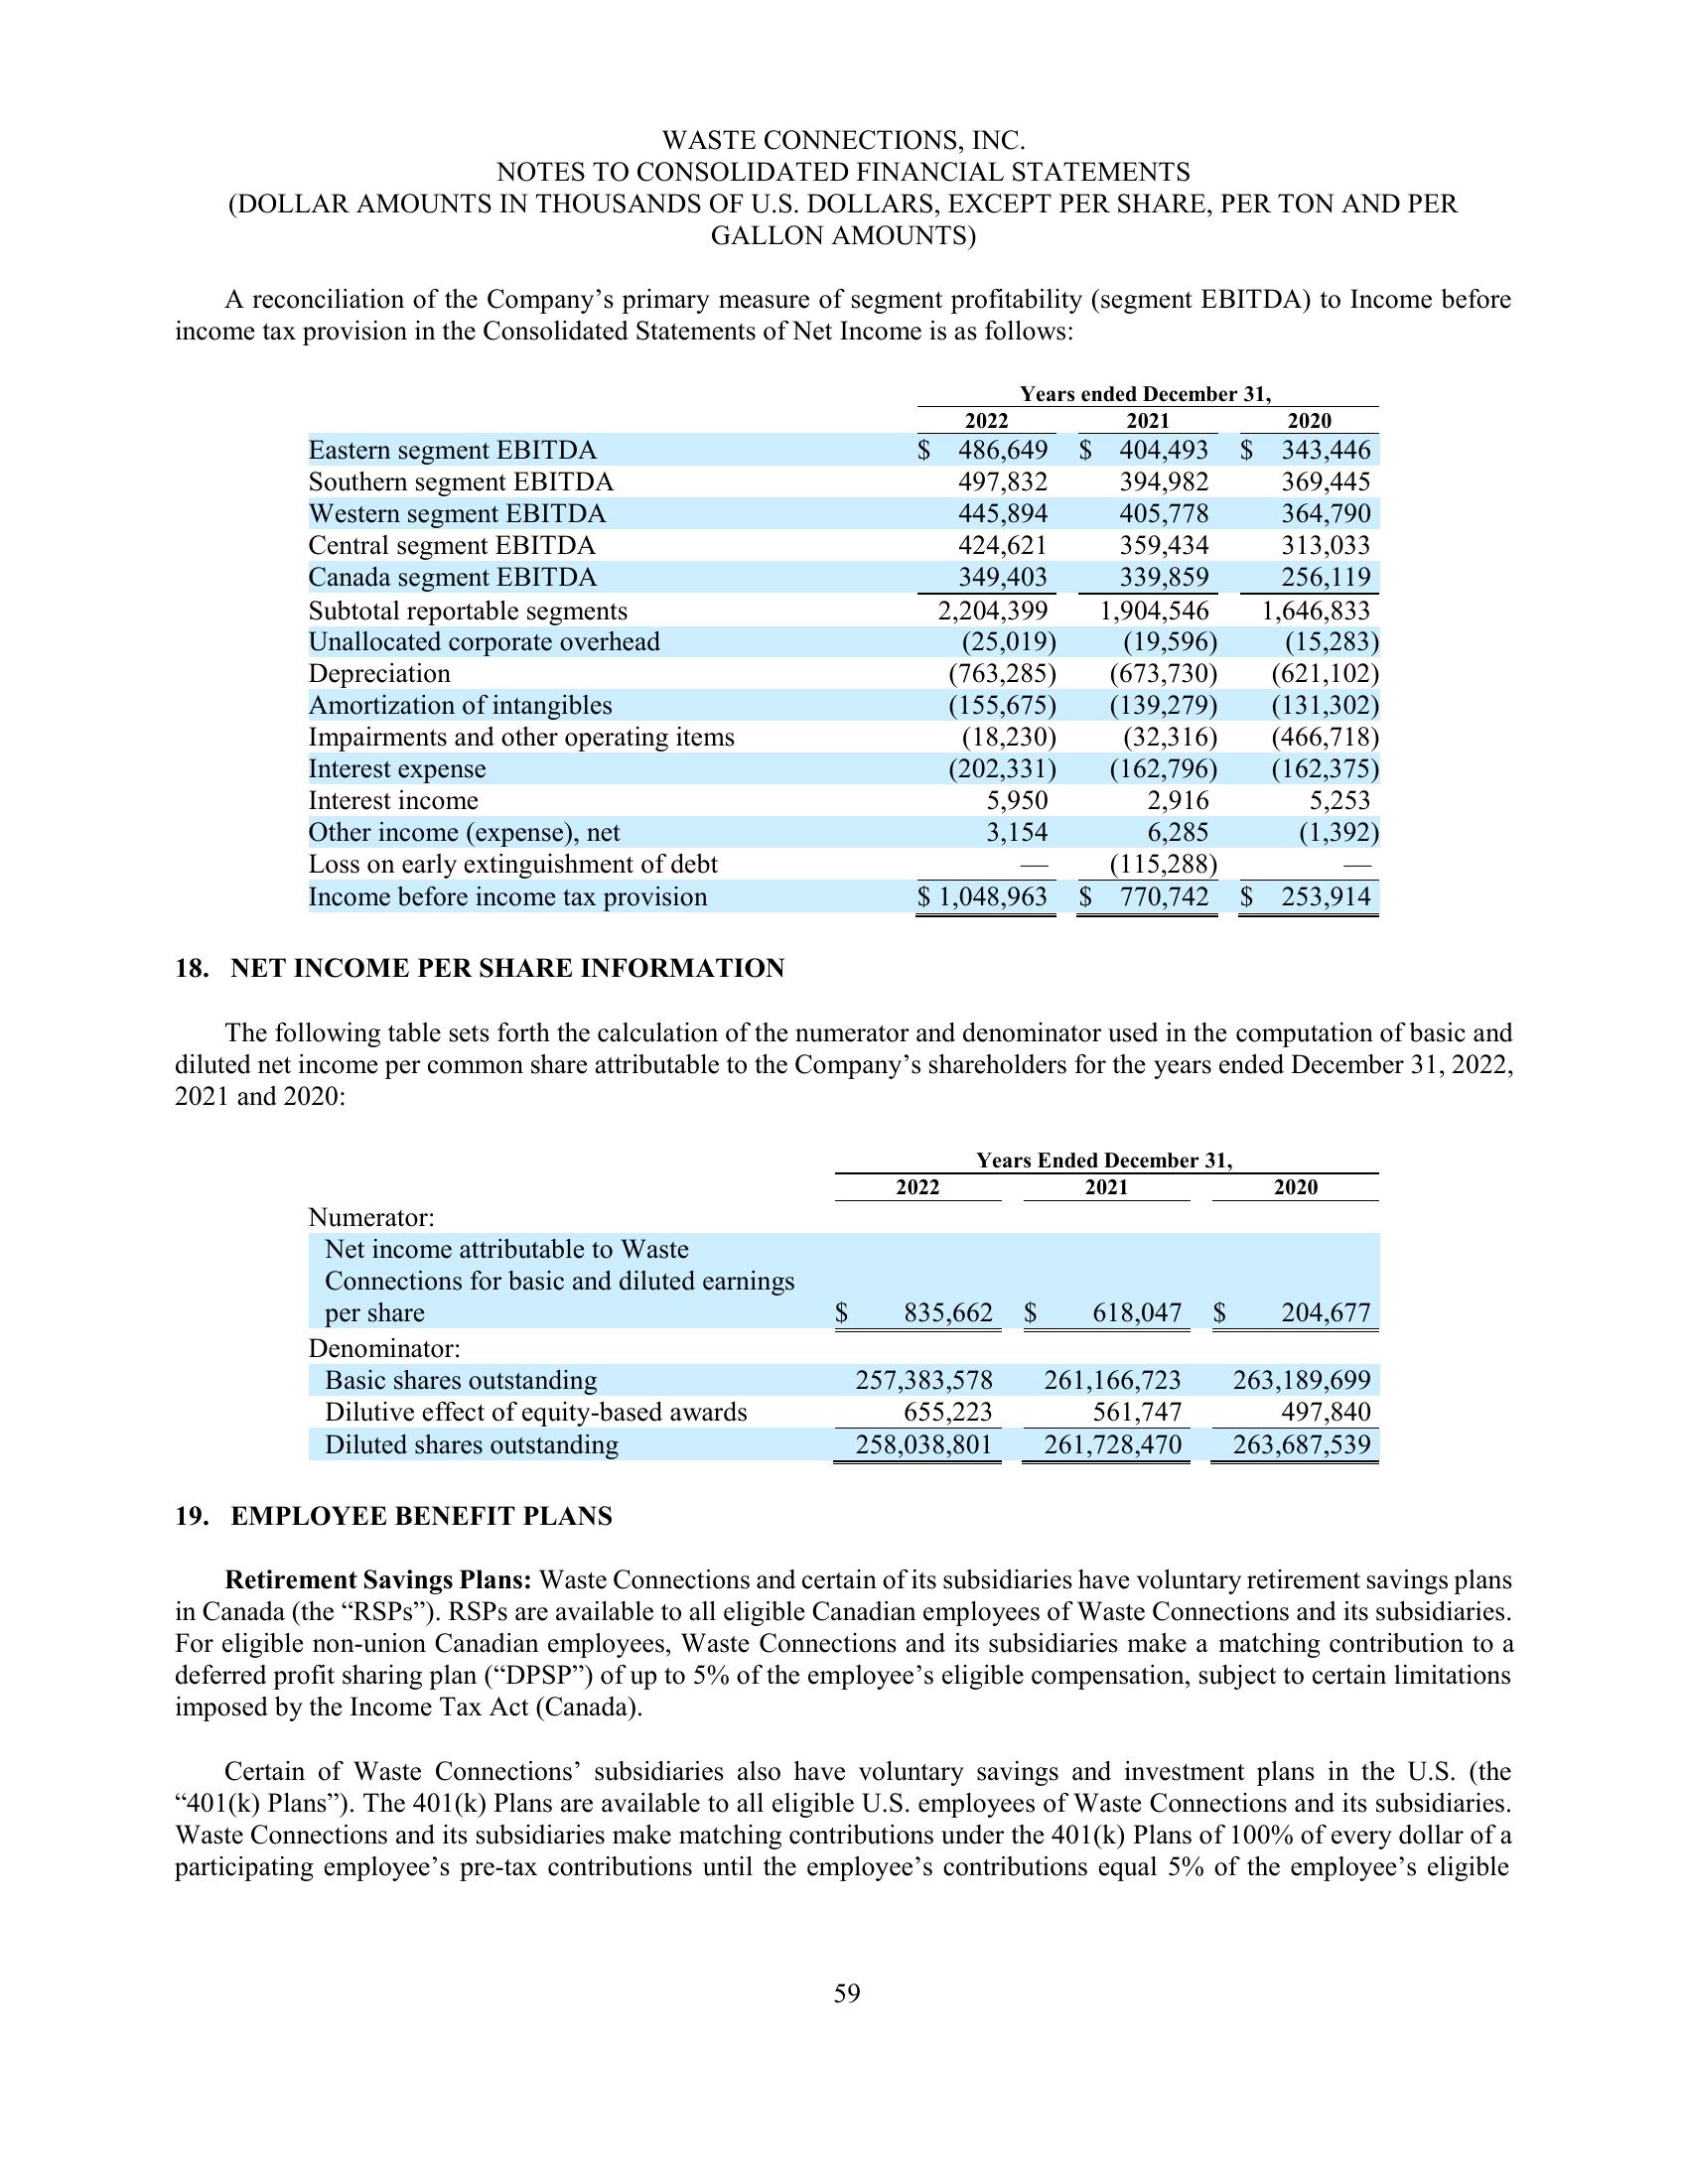 WASTE CONNECTIONS, INC.
NOTES TO CONSOLIDATED FINANCIAL STATEMENTS
(DOLLAR AMOUNTS IN THOUSANDS OF U.S. DOLLARS, EXCEPT PER SHARE, PER TON AND PER
GALLON AMOUNTS)
A reconciliation of the Company’s primary measure of segment profitability (segment EBITDA) to Income before
income tax provision in the Consolidated Statements of Net Income is as follows:
Years ended December 31,
2022 2021 2020
Eastern segment EBITDA $ 486,649 $ 404,493 $ 343,446
Southern segment EBITDA 497,832 394,982 369,445
Western segment EBITDA 445,894 405,778 364,790
Central segment EBITDA 424,621 359,434 313,033
Canada segment EBITDA 349,403 339,859 256,119
Subtotal reportable segments 2,204,399 1,904,546 1,646,833
Unallocated corporate overhead (25,019) (19,596) (15,283)
Depreciation (763,285) (673,730) (621,102)
Amortization of intangibles (155,675) (139,279) (131,302)
Impairments and other operating items (18,230) (32,316) (466,718)
Interest expense (202,331) (162,796) (162,375)
Interest income 5,950 2,916 5,253
Other income (expense), net 3,154 6,285 (1,392)
Loss on early extinguishment of debt — (115,288) —
Income before income tax provision $ 1,048,963 $ 770,742 $ 253,914
18. NET INCOME PER SHARE INFORMATION
The following table sets forth the calculation of the numerator and denominator used in the computation of basic and
diluted net income per common share attributable to the Company’s shareholders for the years ended December 31, 2022,
2021 and 2020:
Years Ended December 31,
2022 2021 2020
Numerator:
Net income attributable to Waste
Connections for basic and diluted earnings
per share $ 835,662 $ 618,047 $ 204,677
Denominator:
Basic shares outstanding 257,383,578 261,166,723 263,189,699
Dilutive effect of equity-based awards 655,223 561,747 497,840
Diluted shares outstanding 258,038,801 261,728,470 263,687,539
19. EMPLOYEE BENEFIT PLANS
Retirement Savings Plans: Waste Connections and certain of its subsidiaries have voluntary retirement savings plans
in Canada (the “RSPs”). RSPs are available to all eligible Canadian employees of Waste Connections and its subsidiaries.
For eligible non-union Canadian employees, Waste Connections and its subsidiaries make a matching contribution to a
deferred profit sharing plan (“DPSP”) of up to 5% of the employee’s eligible compensation, subject to certain limitations
imposed by the Income Tax Act (Canada).
Certain of Waste Connections’ subsidiaries also have voluntary savings and investment plans in the U.S. (the
“401(k) Plans”). The 401(k) Plans are available to all eligible U.S. employees of Waste Connections and its subsidiaries.
Waste Connections and its subsidiaries make matching contributions under the 401(k) Plans of 100% of every dollar of a
participating employee’s pre-tax contributions until the employee’s contributions equal 5% of the employee’s eligible
59